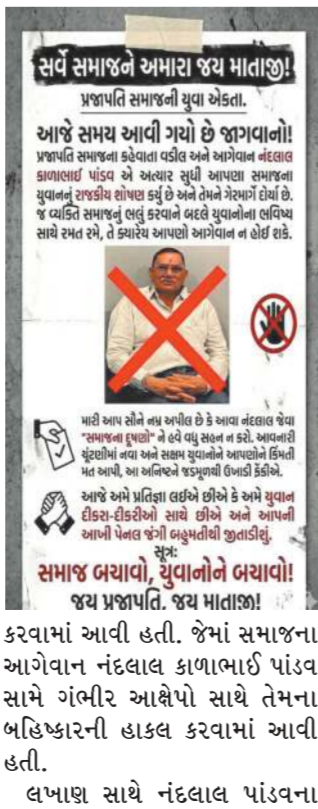 સર્વે સમાજને અમારા જય માતાજી!
પ્રજાપતિ સમાજની યુવા એકતા.
આજે સમય આવી ગયો છે જાગવાનો!
પ્રજાપતિ સમાજના કહેવાતા વડીલ અને આગેવાન નંદલાલ
કાળાભાઈ પાંડવ એ અત્યાર સુધી આપણા સમાજના
યુવાનનું રાજકીય શોષણ કર્યું છે અને તેમને ગેરમાર્ગે દોર્યા છે.
જે વ્યક્તિ સમાજનું ભલું કરવાને બદલે યુવાનોના ભવિષ્ય
સાથે રમત રમે, તે ક્યારેય આપણો આગેવાન ન હોઈ શકે.
મારી આપ સૌને નમ્ર અપીલ છે કે આવા નંદલાલ જેવા
"સમાજના દૂષણો" ને હવે વધુ સહન ન કરો. આવનારી
ચૂંટણીમાં નવા અને સક્ષમ યુવાનોને આપણોને કિંમતી
મત આપી, આ અનિષ્ટને જડમૂળથી ઉખાડી ફેંકીએ.
આજે અમે પ્રતિજ્ઞા લઈએ છીએ કે અમે યુવાન
દીકરા-દીકરીઓ સાથે છીએ અને આપની
આખી પેનલ જંગી બહુમતીથી જીતાડીશું.
સૂત્ર:
સમાજ બચાવો, યુવાનોને બચાવો!
જય પ્રજાપતિ, જય માતાજી!
કરવામાં આવી હતી. જેમાં સમાજના
આગેવાન નંદલાલ કાળાભાઈ પાંડવ
સામે ગંભીર આક્ષેપો સાથે તેમના
બહિષ્કારની હાકલ કરવામાં આવી
હતી.
લખાણ સાથે નંદલાલ પાંડવના